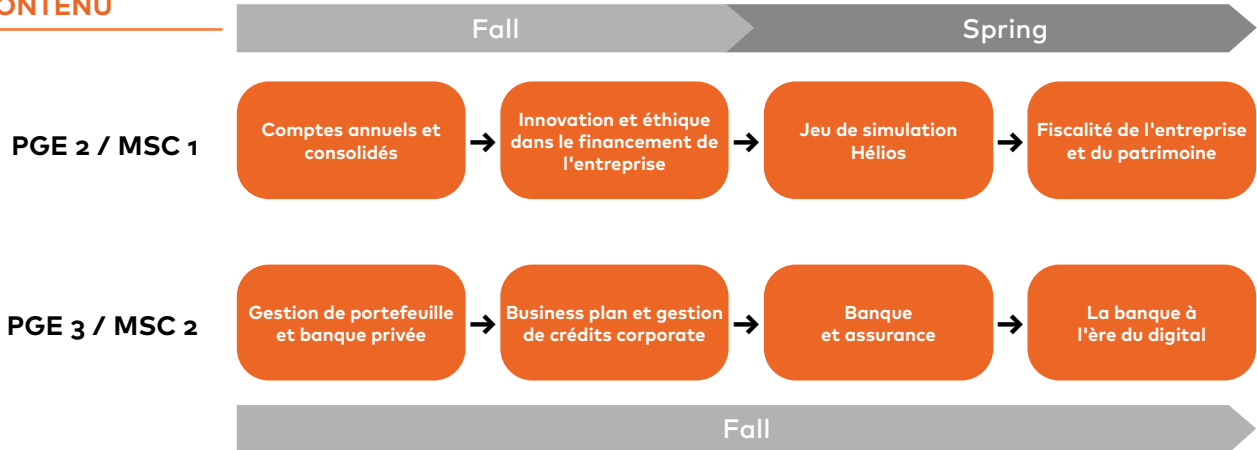 ONTENU
Fall
Spring
PGE 2 / MSC 1
Comptes annuels et
consolidés
Innovation et éthique
dans le financement de
l'entreprise
Jeu de simulation
Hélios
Fiscalité de l'entreprise
et du patrimoine
PGE 3 / MSC 2
Gestion de portefeuille
et banque privée
Business plan et gestion
de crédits corporate
Banque
et assurance
La banque à
l'ère du digital
Fall